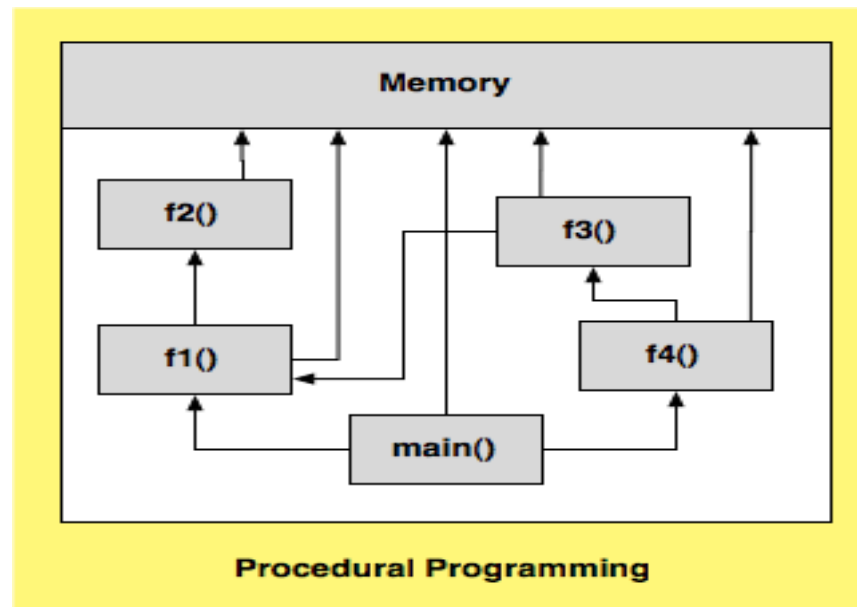 Memory
f2()
f3()
f1()
f4()
main()
Procedural Programming